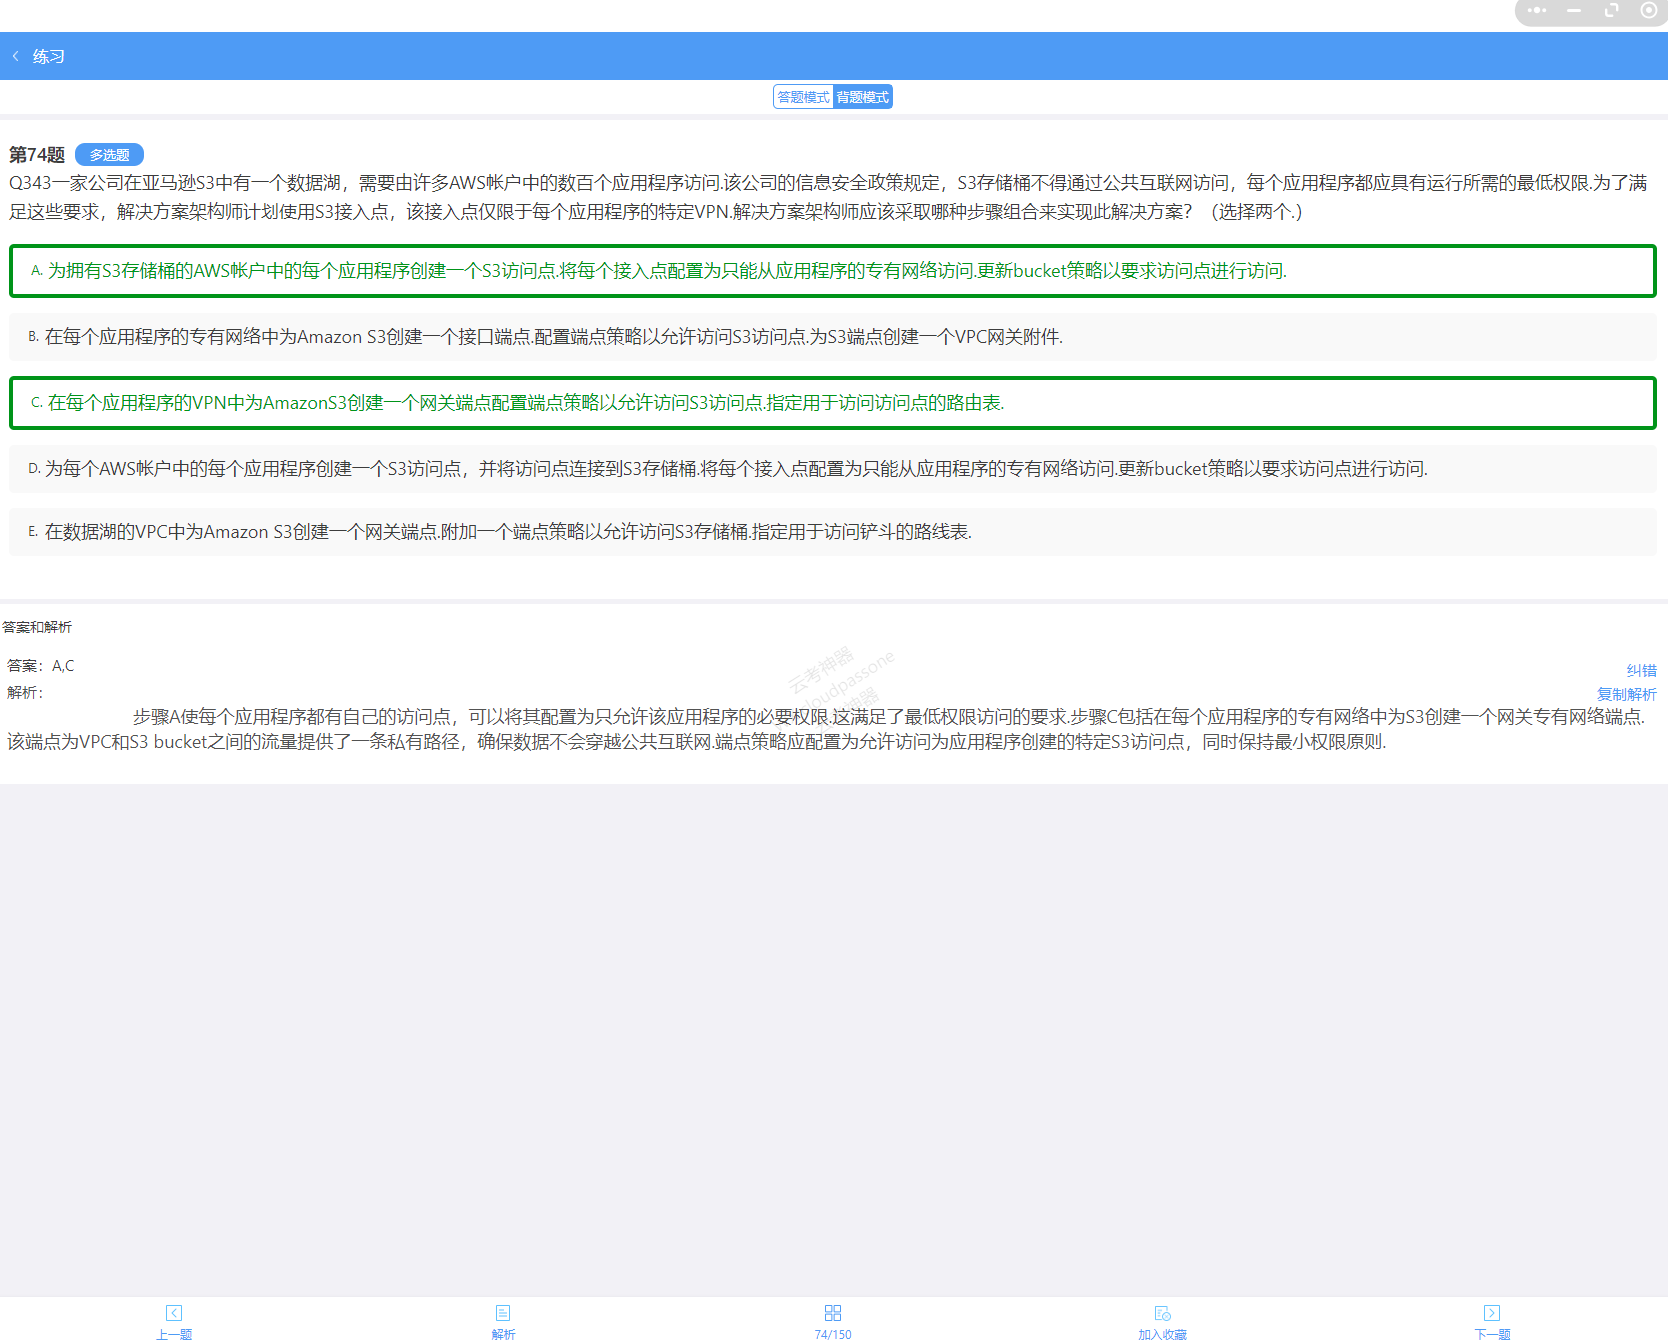 练习
答题模式 背题模式
第74题 多选题
Q343一家公司在亚马逊S3中有一个数据湖，需要由许多AWS帐户中的数百个应用程序访问.该公司的信息安全政策规定，S3存储桶不得通过公共互联网访问，每个应用程序都应具有运行所需的最低权限.为了满
足这些要求，解决方案架构师计划使用S3接入点，该接入点仅限于每个应用程序的特定VPN.解决方案架构师应该采取哪种步骤组合来实现此解决方案？（选择两个.）
A. 为拥有S3存储桶的AWS帐户中的每个应用程序创建一个S3访问点.将每个接入点配置为只能从应用程序的专有网络访问.更新bucket策略以要求访问点进行访问.
B. 在每个应用程序的专有网络中为Amazon S3创建一个接口端点.配置端点策略以允许访问S3访问点.为S3端点创建一个VPC网关附件.
C. 在每个应用程序的VPN中为AmazonS3创建一个网关端点配置端点策略以允许访问S3访问点.指定用于访问访问点的路由表.
D. 为每个AWS帐户中的每个应用程序创建一个S3访问点，并将访问点连接到S3存储桶.将每个接入点配置为只能从应用程序的专有网络访问.更新bucket策略以要求访问点进行访问.
E. 在数据湖的VPC中为Amazon S3创建一个网关端点.附加一个端点策略以允许访问S3存储桶.指定用于访问铲斗的路线表.
答案和解析
答案：A,C
纠错
解析：
复制解析
步骤A使每个应用程序都有自己的访问点，可以将其配置为只允许该应用程序的必要权限.这满足了最低权限访问的要求.步骤C包括在每个应用程序的专有网络中为S3创建一个网关专有网络端点.
该端点为VPC和S3 bucket之间的流量提供了一条私有路径，确保数据不会穿越公共互联网.端点策略应配置为允许访问为应用程序创建的特定S3访问点，同时保持最小权限原则.
云考神器
loudpassone
神器
上一题 解析 74/150 加入收藏 下一题